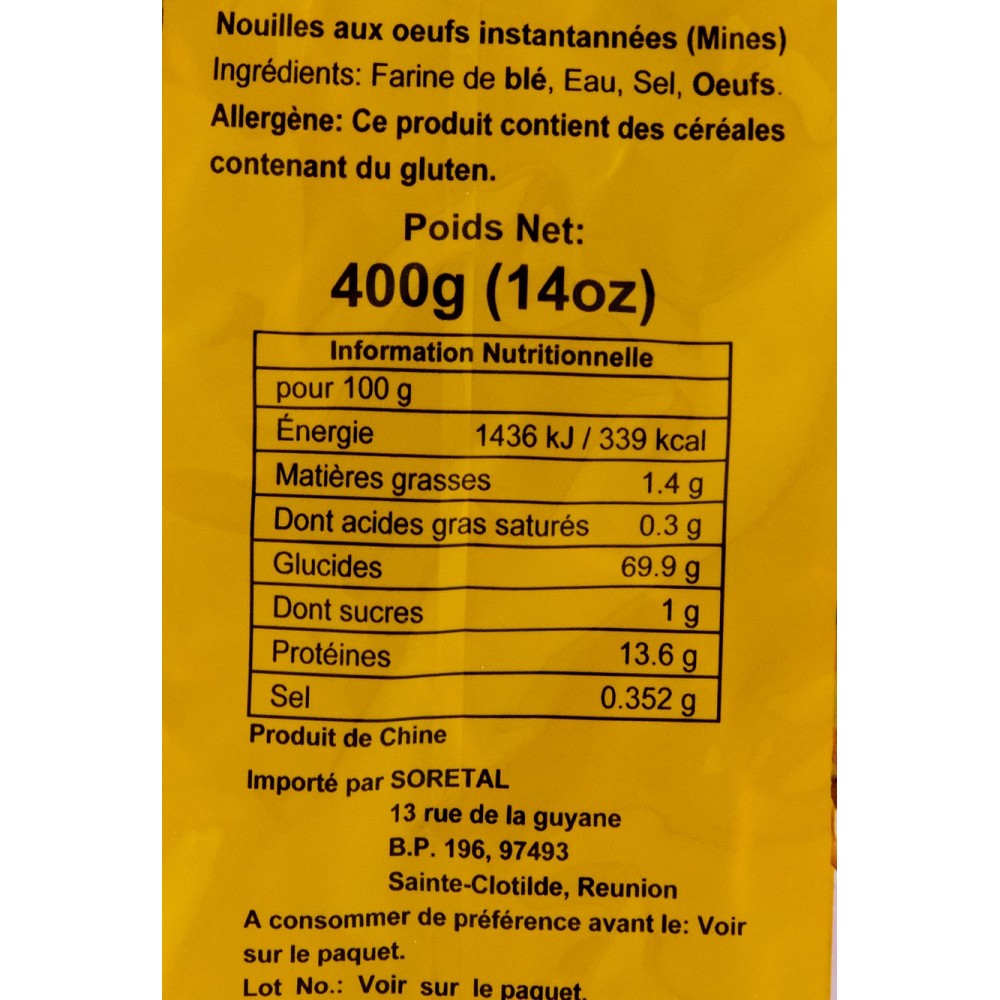 Nouilles aux oeufs instantannées (Mines)
Ingrédients: Farine de blé, Eau, Sel, Oeufs.
Allergène: Ce produit contient des céréales
contenant du gluten.
Poids Net:
400g (14oz)
Information Nutritionnelle
pour 100 g
Énergie 1436 kJ / 339 kcal
Matières grasses 1.4 g
Dont acides gras saturés 0.3 g
Glucides 69.9 g
Dont sucres 1 g
Protéines 13.6 g
Sel 0.352 g
Produit de Chine
Importé par SORETAL
13 rue de la guyane
B.P. 196, 97493
Sainte-Clotilde, Reunion
A consommer de préférence avant le: Voir
sur le paquet.
Lot No.: Voir sur le paquet.